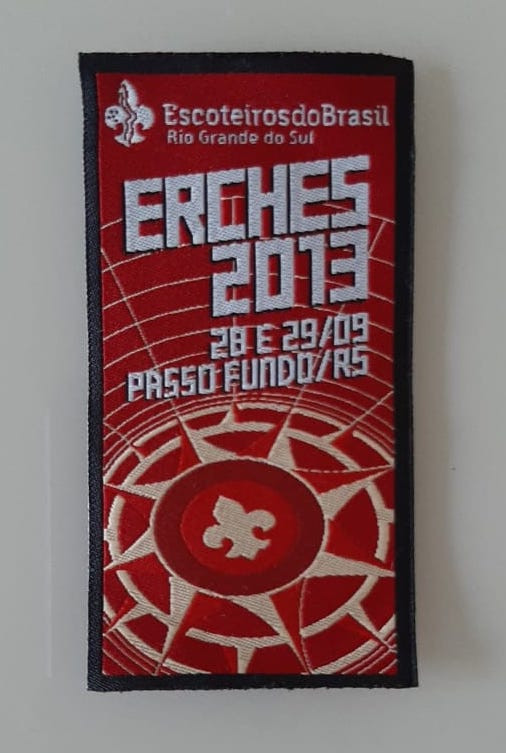 EscoteirosdoBrasil
Rio Grande do Sul
ERCHES
2013
28 E 29/09
PASSO FUNDO/RS